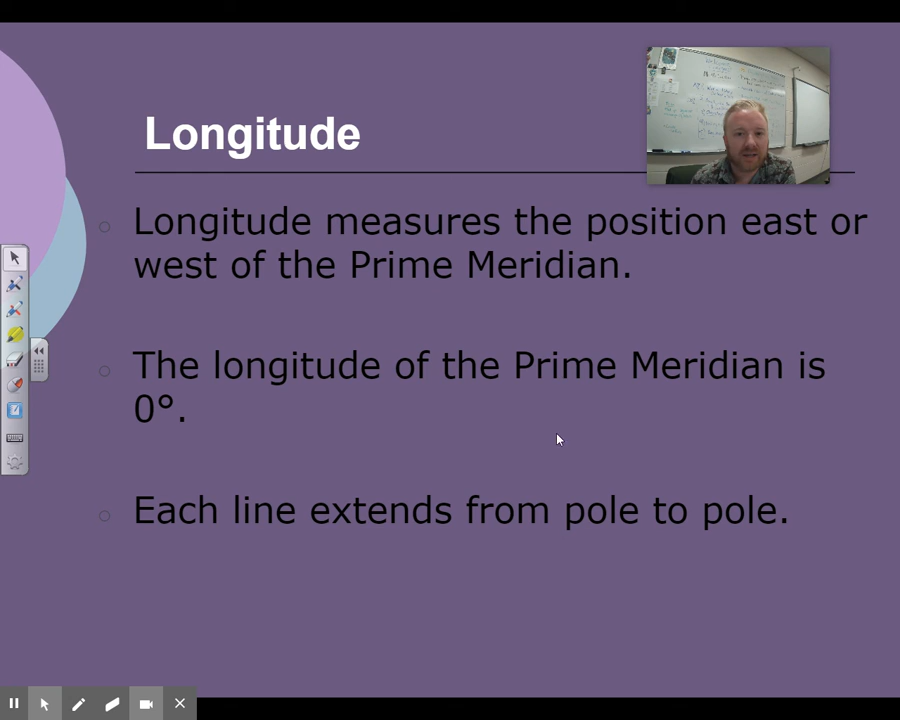 Longitude
Longitude measures the position east or
west of the Prime Meridian.
The longitude of the Prime Meridian is
0°.
Each line extends from pole to pole.